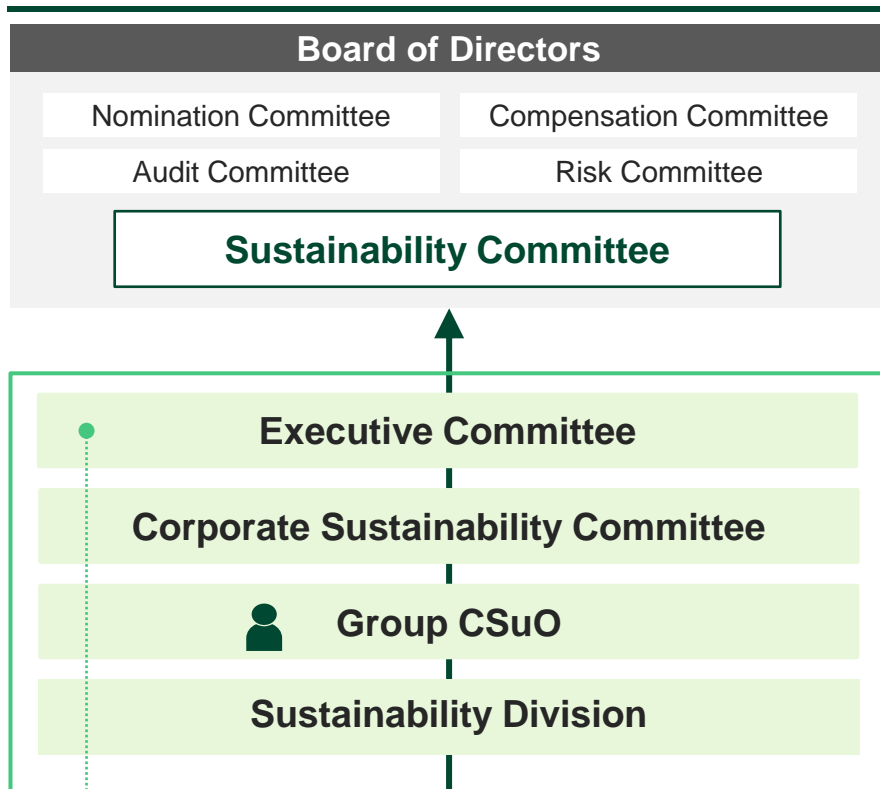 Board of Directors
Nomination Committee
Compensation Committee
Audit Committee
Risk Committee
Sustainability Committee
Executive Committee
Corporate Sustainability Committee
Group CSuO
Sustainability Division